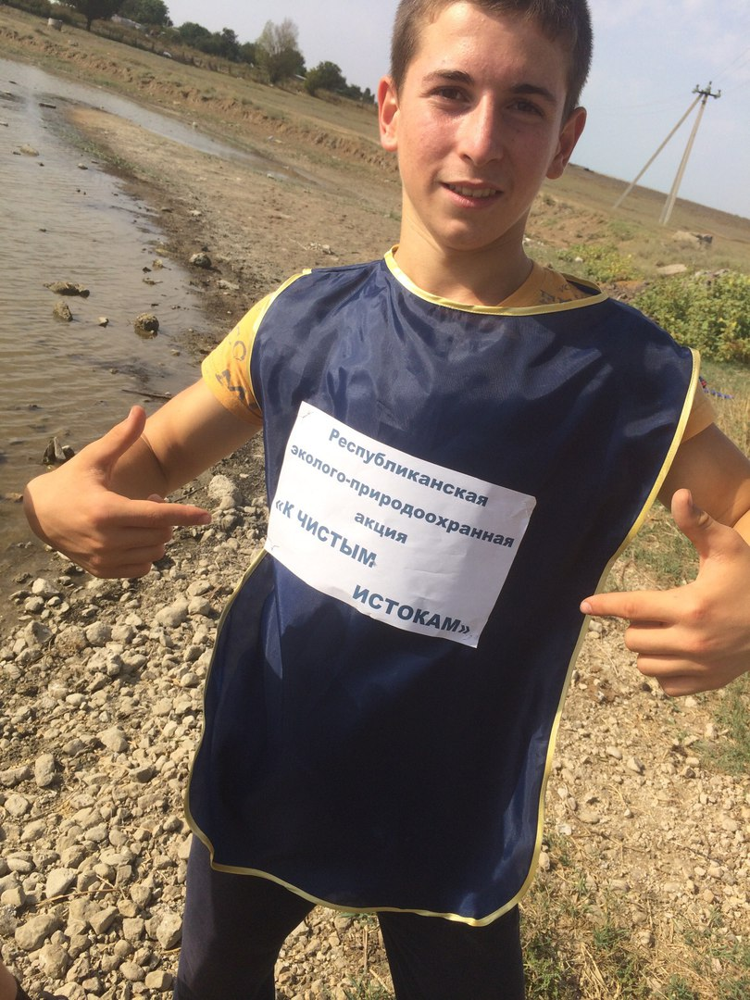 Республиканская
эколого-природоохранная
акция
«К ЧИСТЫМ
ИСТОКАМ»